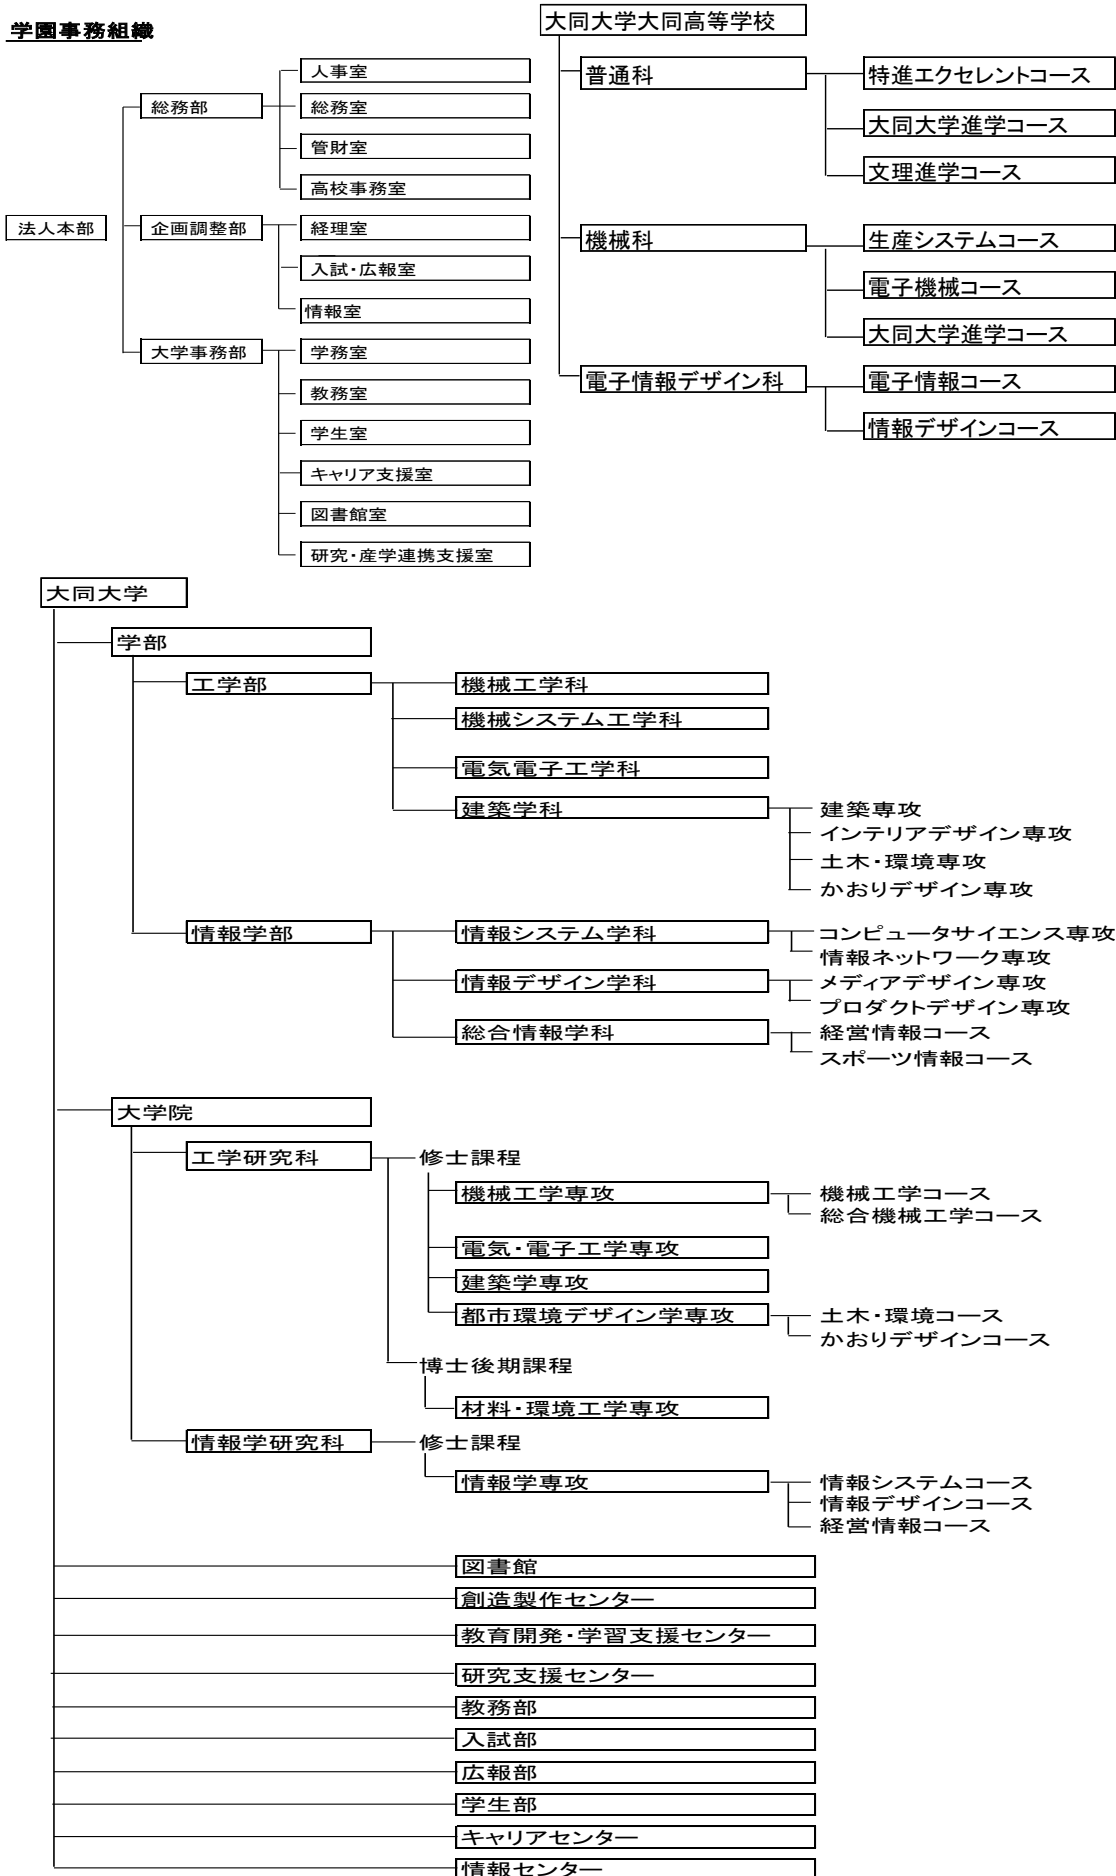 学園事務組織
法人本部
総務部
人事室
総務室
管財室
高校事務室
企画調整部
経理室
入試・広報室
情報室
大学事務部
学務室
教務室
学生室
キャリア支援室
図書館室
研究・産学連携支援室
大同大学大同高等学校
普通科
特進エクセレントコース
大同大学進学コース
文理進学コース
機械科
生産システムコース
電子機械コース
大同大学進学コース
電子情報デザイン科
電子情報コース
情報デザインコース
大同大学
学部
工学部
機械工学科
機械システム工学科
電気電子工学科
建築学科
建築専攻
インテリアデザイン専攻
土木・環境専攻
かおりデザイン専攻
情報学部
情報システム学科
コンピュータサイエンス専攻
情報ネットワーク専攻
情報デザイン学科
メディアデザイン専攻
プロダクトデザイン専攻
総合情報学科
経営情報コース
スポーツ情報コース
大学院
工学研究科
修士課程
機械工学専攻
機械工学コース
総合機械工学コース
電気・電子工学専攻
建築学専攻
都市環境デザイン学専攻
土木・環境コース
かおりデザインコース
博士後期課程
材料・環境工学専攻
情報学研究科
修士課程
情報学専攻
情報システムコース
情報デザインコース
経営情報コース
図書館
創造製作センター
教育開発・学習支援センター
研究支援センター
教務部
入試部
広報部
学生部
キャリアセンター
情報センター